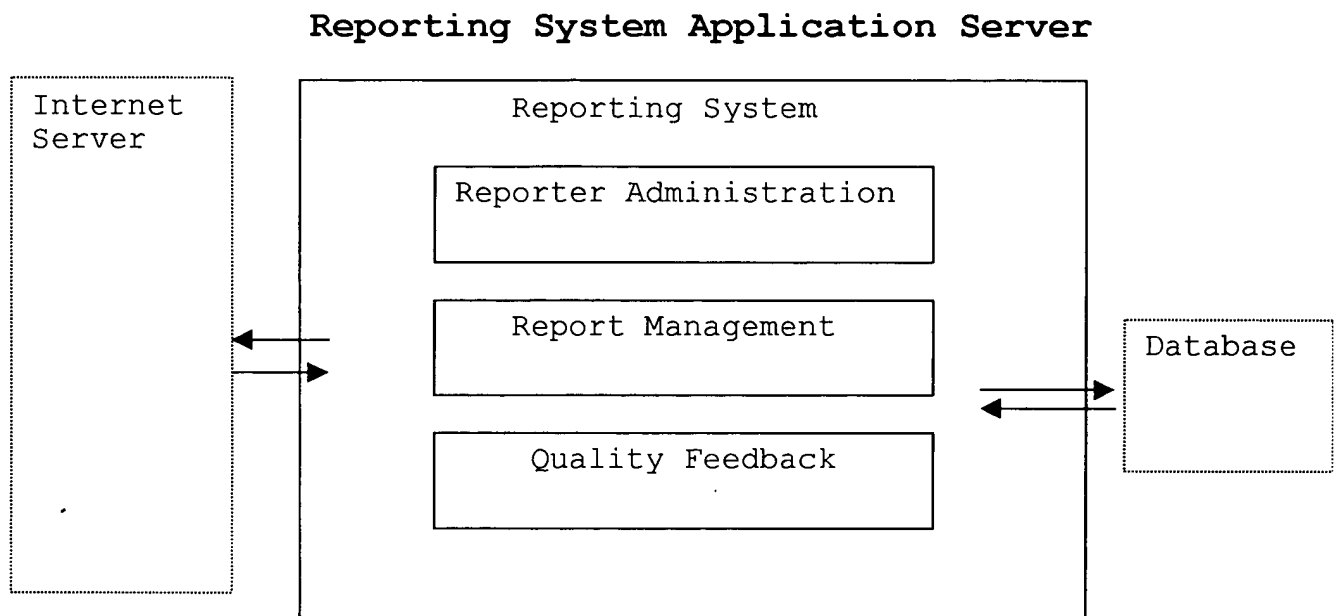 Reporting System Application Server
Internet
Server
Reporting System
Reporter Administration
Report Management
Database
Quality Feedback